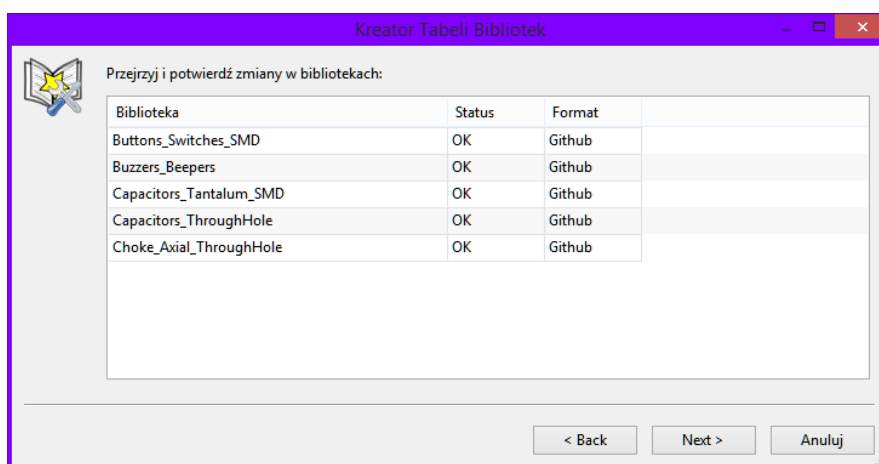 Kreator Tabeli Bibliotek
Przejrzyj i potwierdź zmiany w bibliotekach:
Biblioteka Status Format
Buttons_Switches_SMD OK Github
Buzzers_Beepers OK Github
Capacitors_Tantalum_SMD OK Github
Capacitors_ThroughHole OK Github
Choke_Axial_ThroughHole OK Github
< Back Next > Anuluj